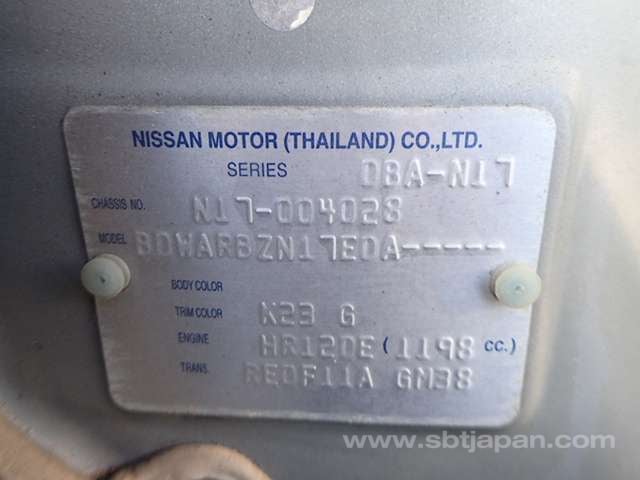 NISSAN MOTOR (THAILAND) CO.,LTD.
SERIES DBA-N17
CHASSIS NO. N17-004028
MODEL BDWARBZN17EDA-----
BODY COLOR
TRIM COLOR K23 G
ENGINE HR12DE (1198 cc.)
TRANS. RE0F11A GM38
www.sbtjapan.com